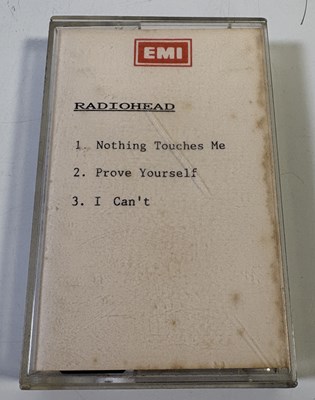 EMI
RADIOHEAD
1 Nothing Touches Me
2. Prove Yourself
3. I Can't